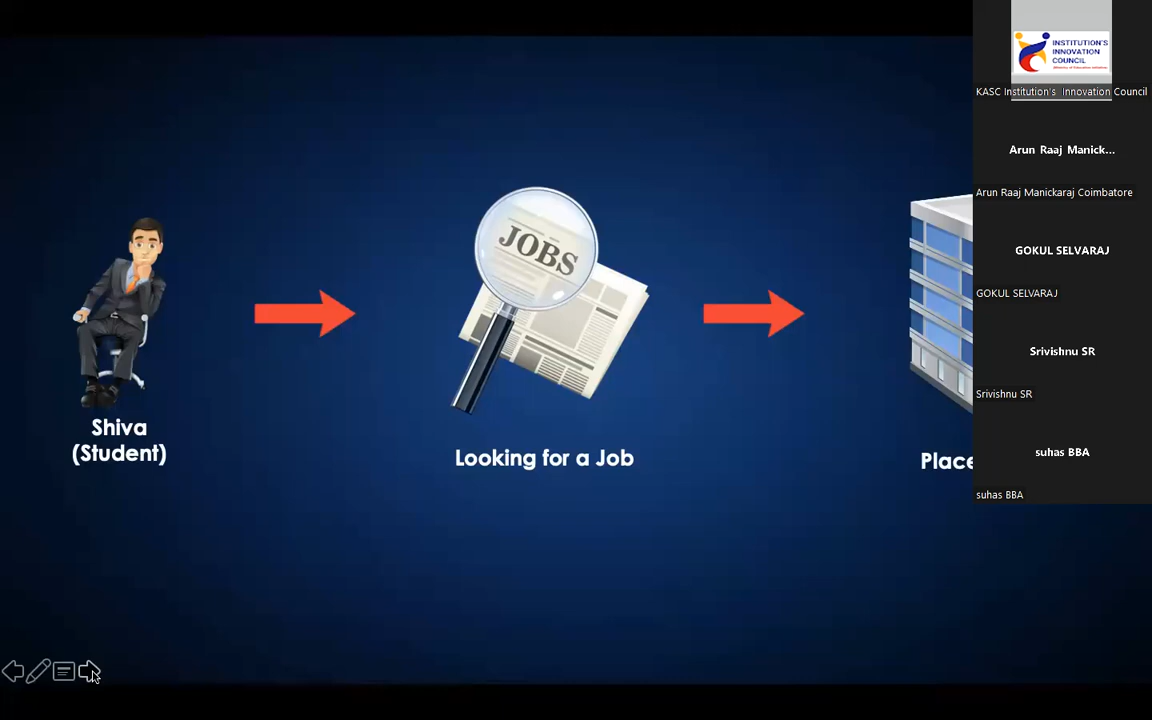 JOBS
Shiva
(Student)
Looking for a Job
Place
INSTITUTION'S
INNOVATION
COUNCIL
KASC Institution's Innovation Council
Arun Raaj Manick...
Arun Raaj Manickaraj Coimbatore
GOKUL SELVARAJ
GOKUL SELVARAJ
Srivishnu SR
Srivishnu SR
suhas BBA
suhas BBA